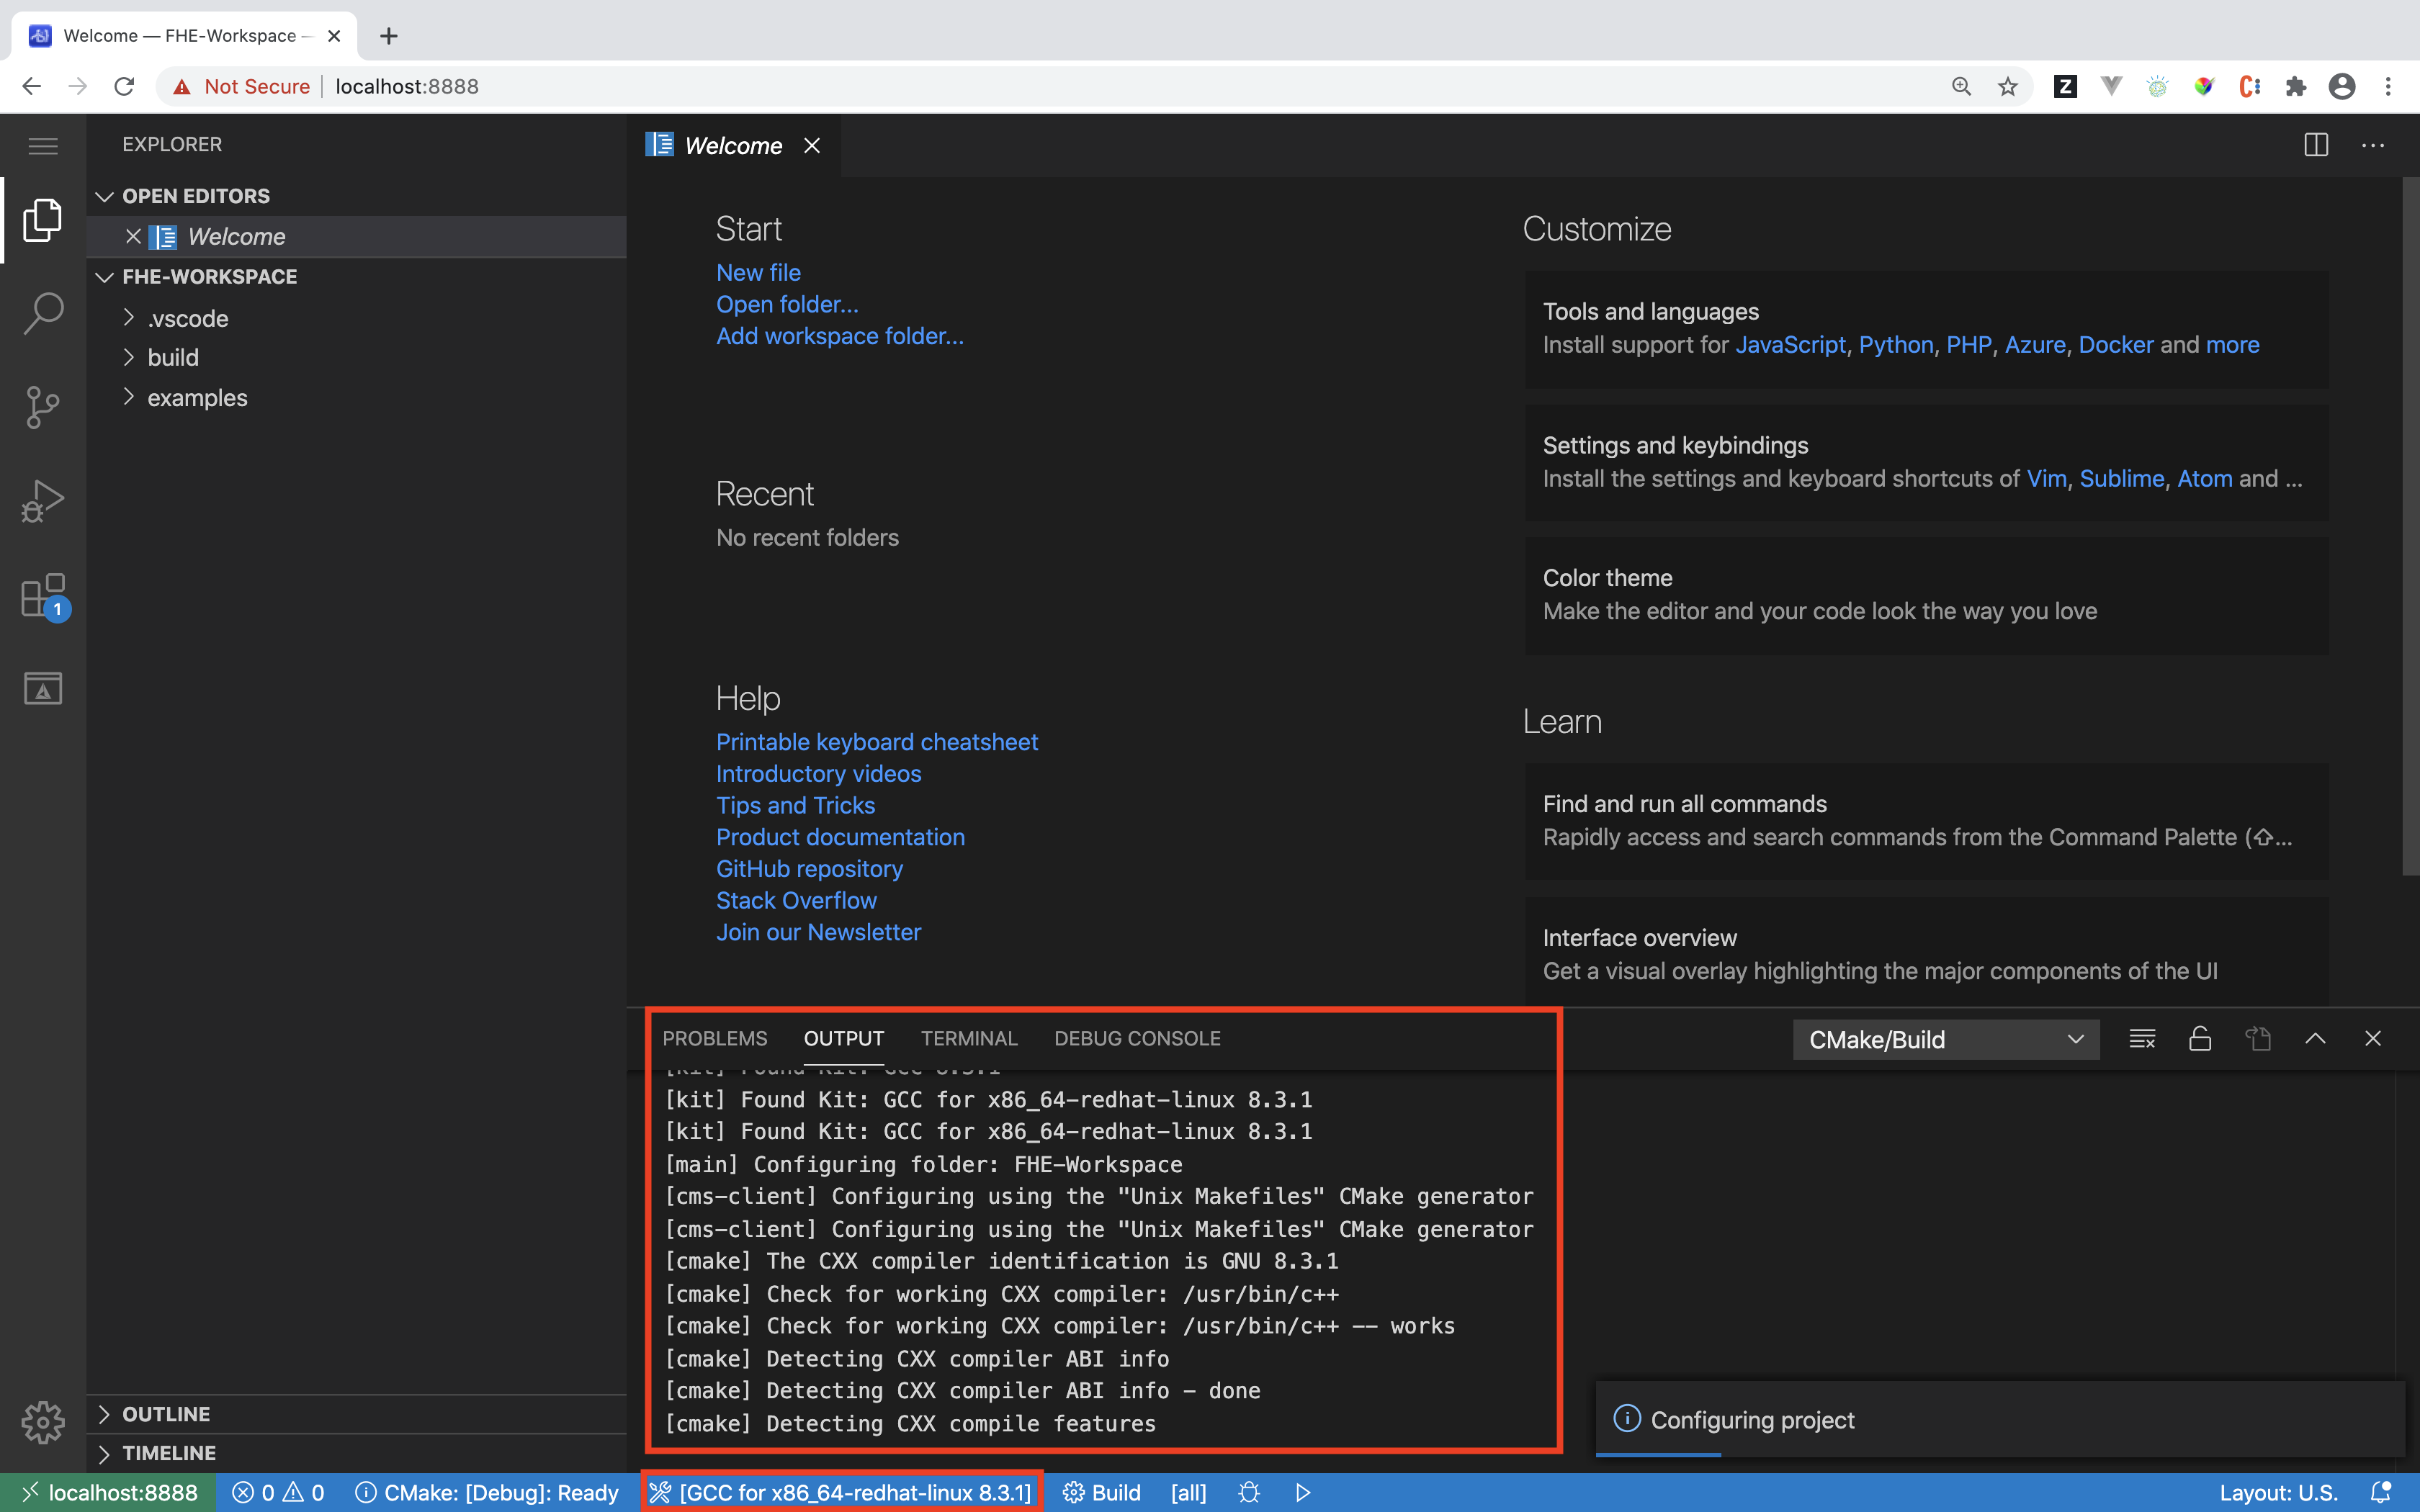 Welcome — FHE-Workspace —
Not Secure
localhost:8888
EXPLORER
OPEN EDITORS
Welcome
FHE-WORKSPACE
.vscode
build
examples
1
OUTLINE
TIMELINE
Welcome
Start
New file
Open folder...
Add workspace folder...
Recent
No recent folders
Help
Printable keyboard cheatsheet
Introductory videos
Tips and Tricks
Product documentation
GitHub repository
Stack Overflow
Join our Newsletter
Customize
Tools and languages
Install support for JavaScript, Python, PHP, Azure, Docker and more
Settings and keybindings
Install the settings and keyboard shortcuts of Vim, Sublime, Atom and ...
Color theme
Make the editor and your code look the way you love
Learn
Find and run all commands
Rapidly access and search commands from the Command Palette (⇧...
Interface overview
Get a visual overlay highlighting the major components of the UI
PROBLEMS OUTPUT TERMINAL DEBUG CONSOLE
CMake/Build
[kit] Found Kit: GCC 8.3.1
[kit] Found Kit: GCC for x86_64-redhat-linux 8.3.1
[kit] Found Kit: GCC for x86_64-redhat-linux 8.3.1
[main] Configuring folder: FHE-Workspace
[cms-client] Configuring using the "Unix Makefiles" CMake generator
[cms-client] Configuring using the "Unix Makefiles" CMake generator
[cmake] The CXX compiler identification is GNU 8.3.1
[cmake] Check for working CXX compiler: /usr/bin/c++
[cmake] Check for working CXX compiler: /usr/bin/c++ -- works
[cmake] Detecting CXX compiler ABI info
[cmake] Detecting CXX compiler ABI info - done
[cmake] Detecting CXX compile features
Configuring project
localhost:8888 0 0 CMake: [Debug]: Ready [GCC for x86_64-redhat-linux 8.3.1] Build [all] Layout: U.S.